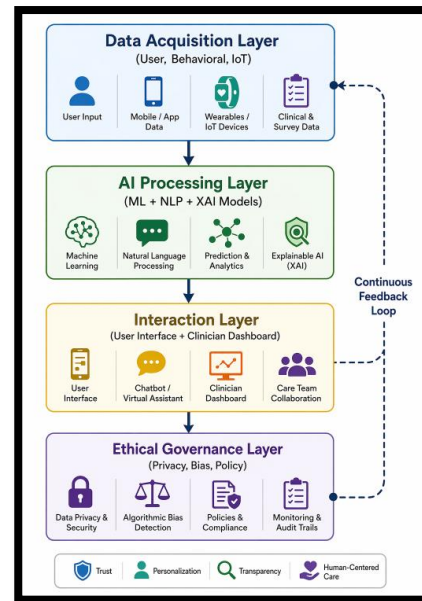 Data Acquisition Layer
(User, Behavioral, IoT)
User Input
Mobile / App
Data
Wearables /
IoT Devices
Clinical &
Survey Data
AI Processing Layer
(ML + NLP + XAI Models)
Machine
Learning
Natural Language
Processing
Prediction &
Analytics
Explainable AI
(XAI)
Continuous
Feedback
Loop
Interaction Layer
(User Interface + Clinician Dashboard)
User
Interface
Chatbot /
Virtual Assistant
Clinician
Dashboard
Care Team
Collaboration
Ethical Governance Layer
(Privacy, Bias, Policy)
Data Privacy &
Security
Algorithmic Bias
Detection
Policies &
Compliance
Monitoring &
Audit Trails
Trust
Personalization
Transparency
Human-Centered
Care